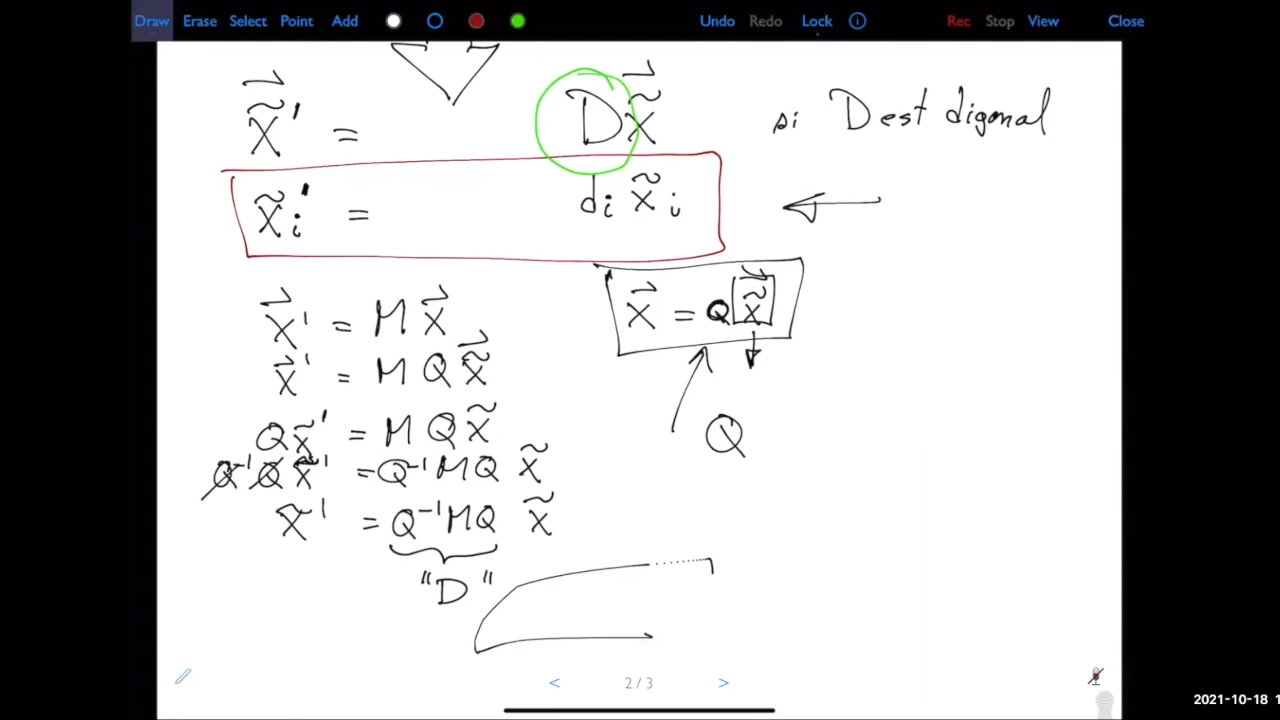 Draw Erase Select Point Add Undo Redo Lock Rec Stop View Close
x̃⃗' = D x̃⃗ si D est digonal
x̃ᵢ' = dᵢ x̃ᵢ
x⃗ = Q x̃⃗
x⃗' = M x⃗
x⃗' = M Q x̃⃗
Q
Q x̃' = M Q x̃
Q⁻¹ Q x̃' = Q⁻¹ M Q x̃
x̃' = Q⁻¹ M Q x̃
"D"
< 2 / 3 >
2021-10-18 1